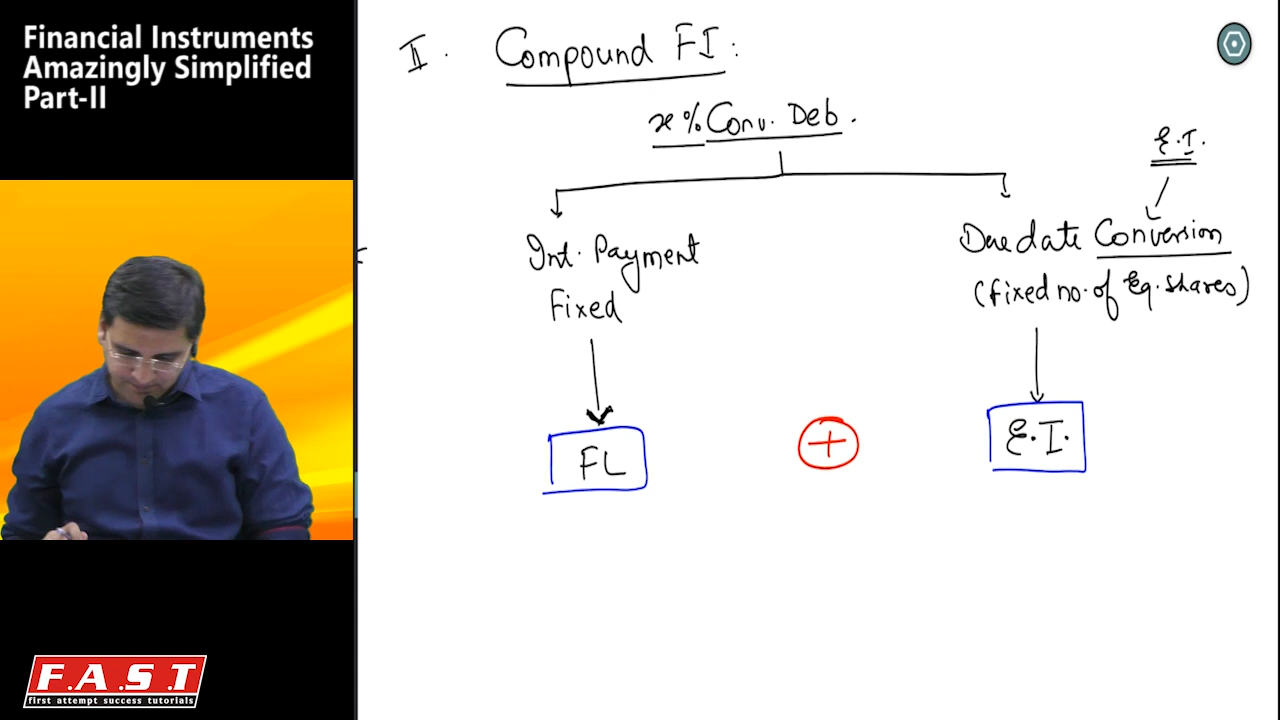 Financial Instruments
Amazingly Simplified
Part-II
II. Compound FI:
x% Conv. Deb.
E.I.
Int. Payment
Fixed
Due date Conversion
(fixed no. of Eq. shares)
FL
+
E.I.
F.A.S.T
first attempt success tutorials